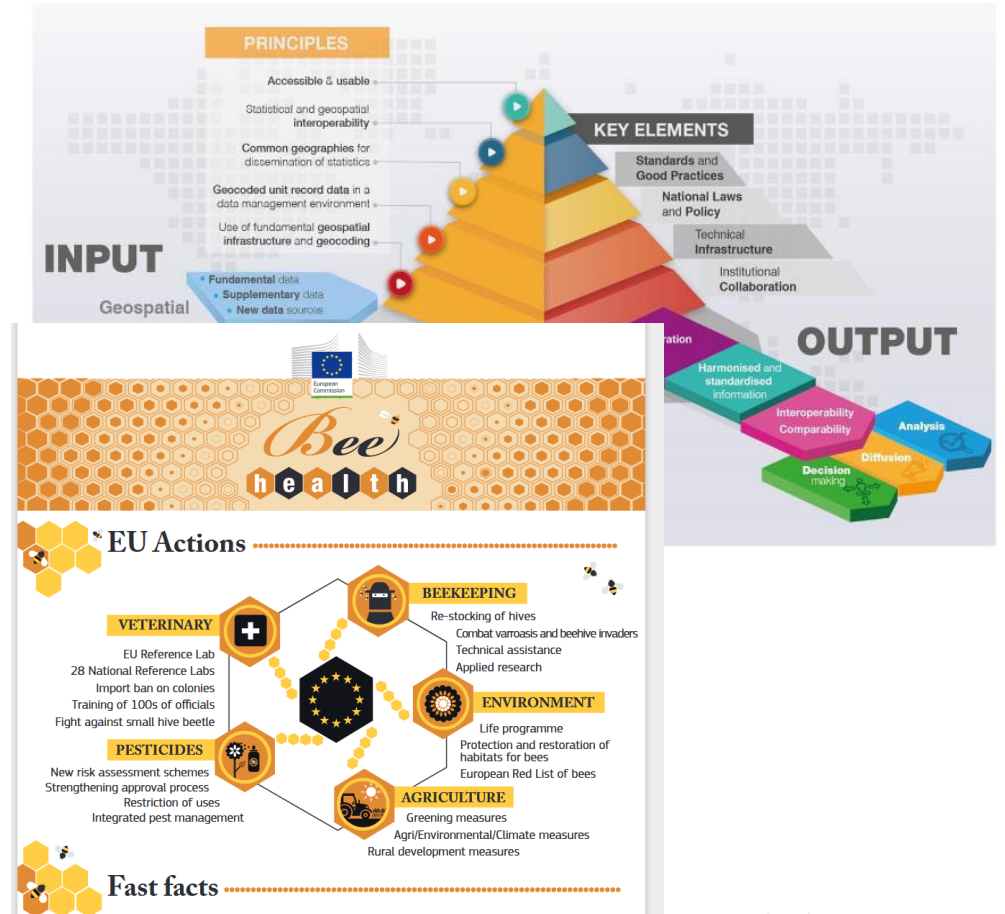 PRINCIPLES
Accessible & usable
Statistical and geospatial
interoperability
Common geographies for
dissemination of statistics
Geocoded unit record data in a
data management environment
Use of fundamental geospatial
infrastructure and geocoding
KEY ELEMENTS
Standards and
Good Practices
National Laws
and Policy
Technical
Infrastructure
Institutional
Collaboration
INPUT
Geospatial
• Fundamental data
• Supplementary data
• New data sources
OUTPUT
ration
Harmonised and
standardised
information
Interoperability
Comparability
Analysis
Diffusion
Decision
making
European
Commission
Bee
health
EU Actions
BEEKEEPING
Re-stocking of hives
Combat varroasis and beehive invaders
Technical assistance
Applied research
VETERINARY
EU Reference Lab
28 National Reference Labs
Import ban on colonies
Training of 100s of officials
Fight against small hive beetle
ENVIRONMENT
Life programme
Protection and restoration of
habitats for bees
European Red List of bees
PESTICIDES
New risk assessment schemes
Strengthening approval process
Restriction of uses
Integrated pest management
AGRICULTURE
Greening measures
Agri/Environmental/Climate measures
Rural development measures
Fast facts